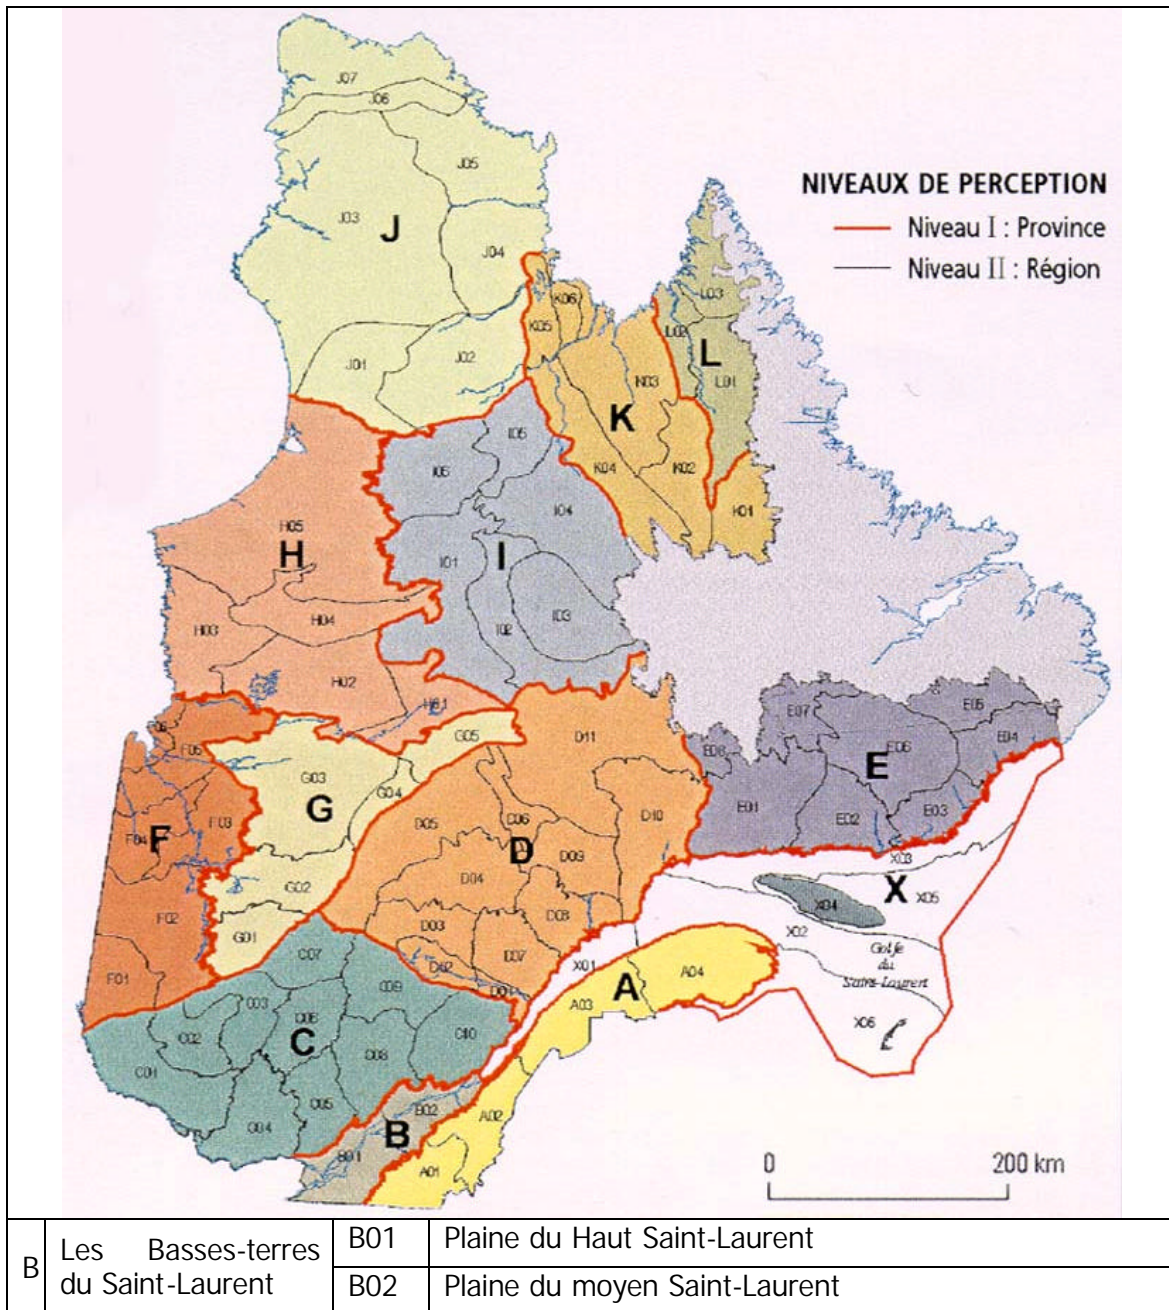 J07
J06
J05
J03
J
J04
J01
J02
NIVEAUX DE PERCEPTION
Niveau I : Province
Niveau II : Région
K05
K06
K03
K
K04
K02
K01
L03
L02
L
L01
I05
I06
I04
I
I01
I03
I02
H05
H
H03
H04
H02
H01
G05
G03
G
G04
G02
G01
F05
F
F04
F03
F02
F01
D11
D10
D05
D06
D
D09
D04
D08
D03
D07
D02
D01
E07
E05
E06
E04
E
E01
E02
E03
X03
X
X04
X05
X02
X01
Golfe
du
Saint-Laurent
X06
A
A04
A03
A02
A01
C07
C09
C03
C06
C02
C
C10
C08
C01
C05
C04
B02
B
B01
0 200 km
B Les Basses-terres
du Saint-Laurent
B01 Plaine du Haut Saint-Laurent
B02 Plaine du moyen Saint-Laurent